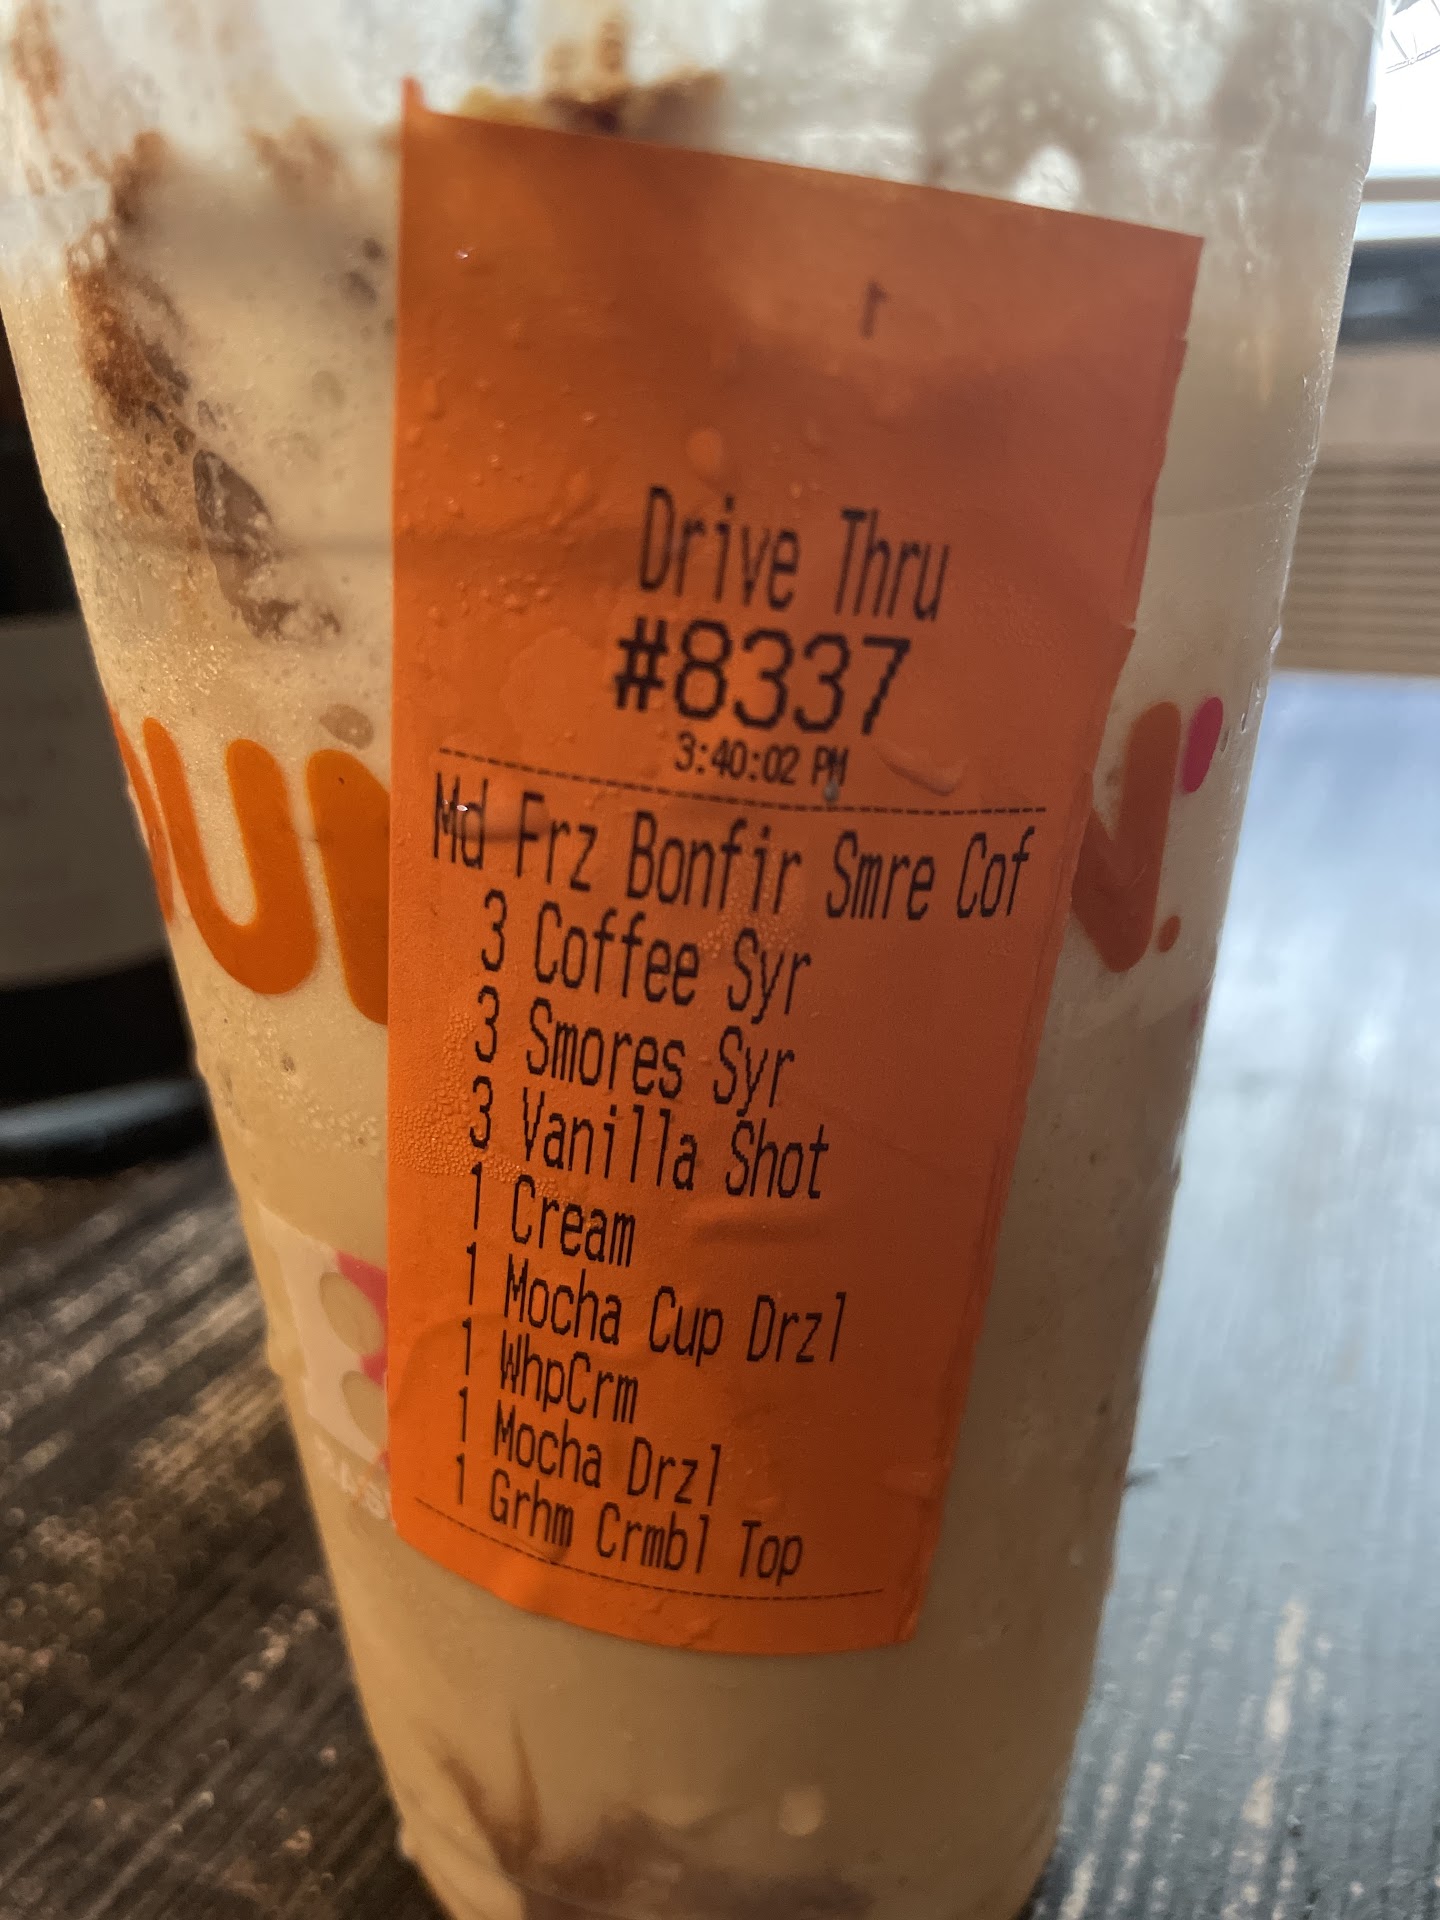 Drive Thru
#8337
3:40:02 PM
Md Frz Bonfir Smre Cof
3 Coffee Syr
3 Smores Syr
3 Vanilla Shot
1 Cream
1 Mocha Cup Drzl
1 WhpCrm
1 Mocha Drzl
1 Grhm Crmbl Top